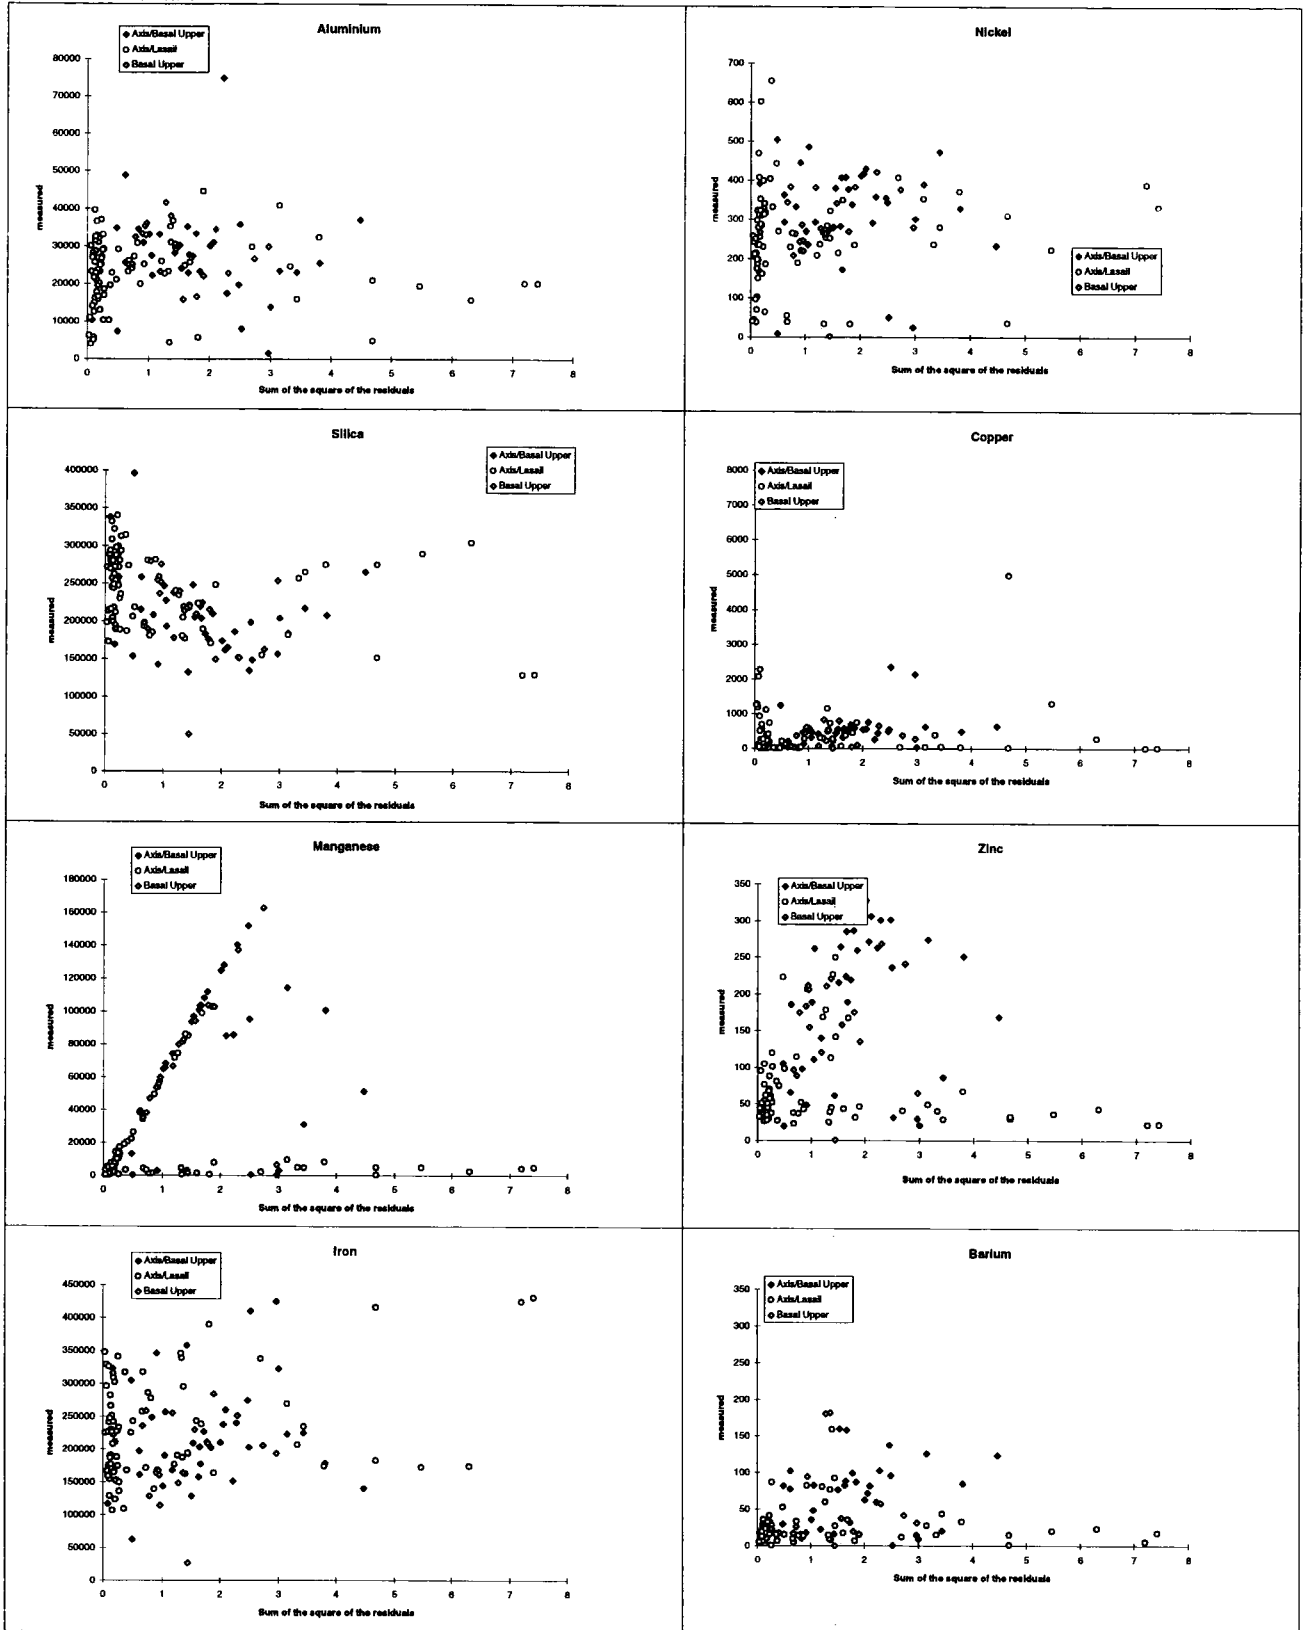 Aluminium
Axis/Basal Upper
Axis/Lasail
Basal Upper
80000
70000
60000
50000
40000
30000
20000
10000
0
measured
0 1 2 3 4 5 6 7 8
Sum of the square of the residuals
Nickel
700
600
500
400
300
200
100
0
measured
Axis/Basal Upper
Axis/Lasail
Basal Upper
0 1 2 3 4 5 6 7 8
Sum of the square of the residuals
Silica
Axis/Basal Upper
Axis/Lasail
Basal Upper
400000
350000
300000
250000
200000
150000
100000
50000
0
measured
0 1 2 3 4 5 6 7 8
Sum of the square of the residuals
Copper
Axis/Basal Upper
Axis/Lasail
Basal Upper
8000
7000
6000
5000
4000
3000
2000
1000
0
measured
0 1 2 3 4 5 6 7 8
Sum of the square of the residuals
Manganese
Axis/Basal Upper
Axis/Lasail
Basal Upper
180000
160000
140000
120000
100000
80000
60000
40000
20000
0
measured
0 1 2 3 4 5 6 7 8
Sum of the square of the residuals
Zinc
Axis/Basal Upper
Axis/Lasail
Basal Upper
350
300
250
200
150
100
50
0
measured
0 1 2 3 4 5 6 7 8
Sum of the square of the residuals
Iron
Axis/Basal Upper
Axis/Lasail
Basal Upper
450000
400000
350000
300000
250000
200000
150000
100000
50000
0
measured
0 1 2 3 4 5 6 7 8
Sum of the square of the residuals
Barium
Axis/Basal Upper
Axis/Lasail
Basal Upper
350
300
250
200
150
100
50
0
measured
0 1 2 3 4 5 6 7 8
Sum of the square of the residuals